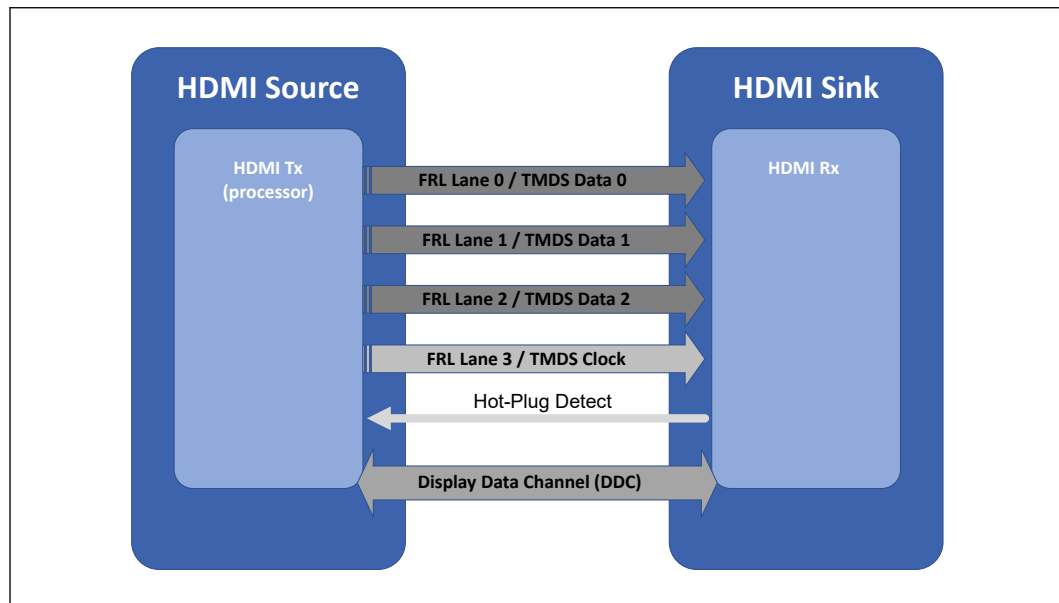 HDMI Source
HDMI Sink
HDMI Tx
(processor)
HDMI Rx
FRL Lane 0 / TMDS Data 0
FRL Lane 1 / TMDS Data 1
FRL Lane 2 / TMDS Data 2
FRL Lane 3 / TMDS Clock
Hot-Plug Detect
Display Data Channel (DDC)